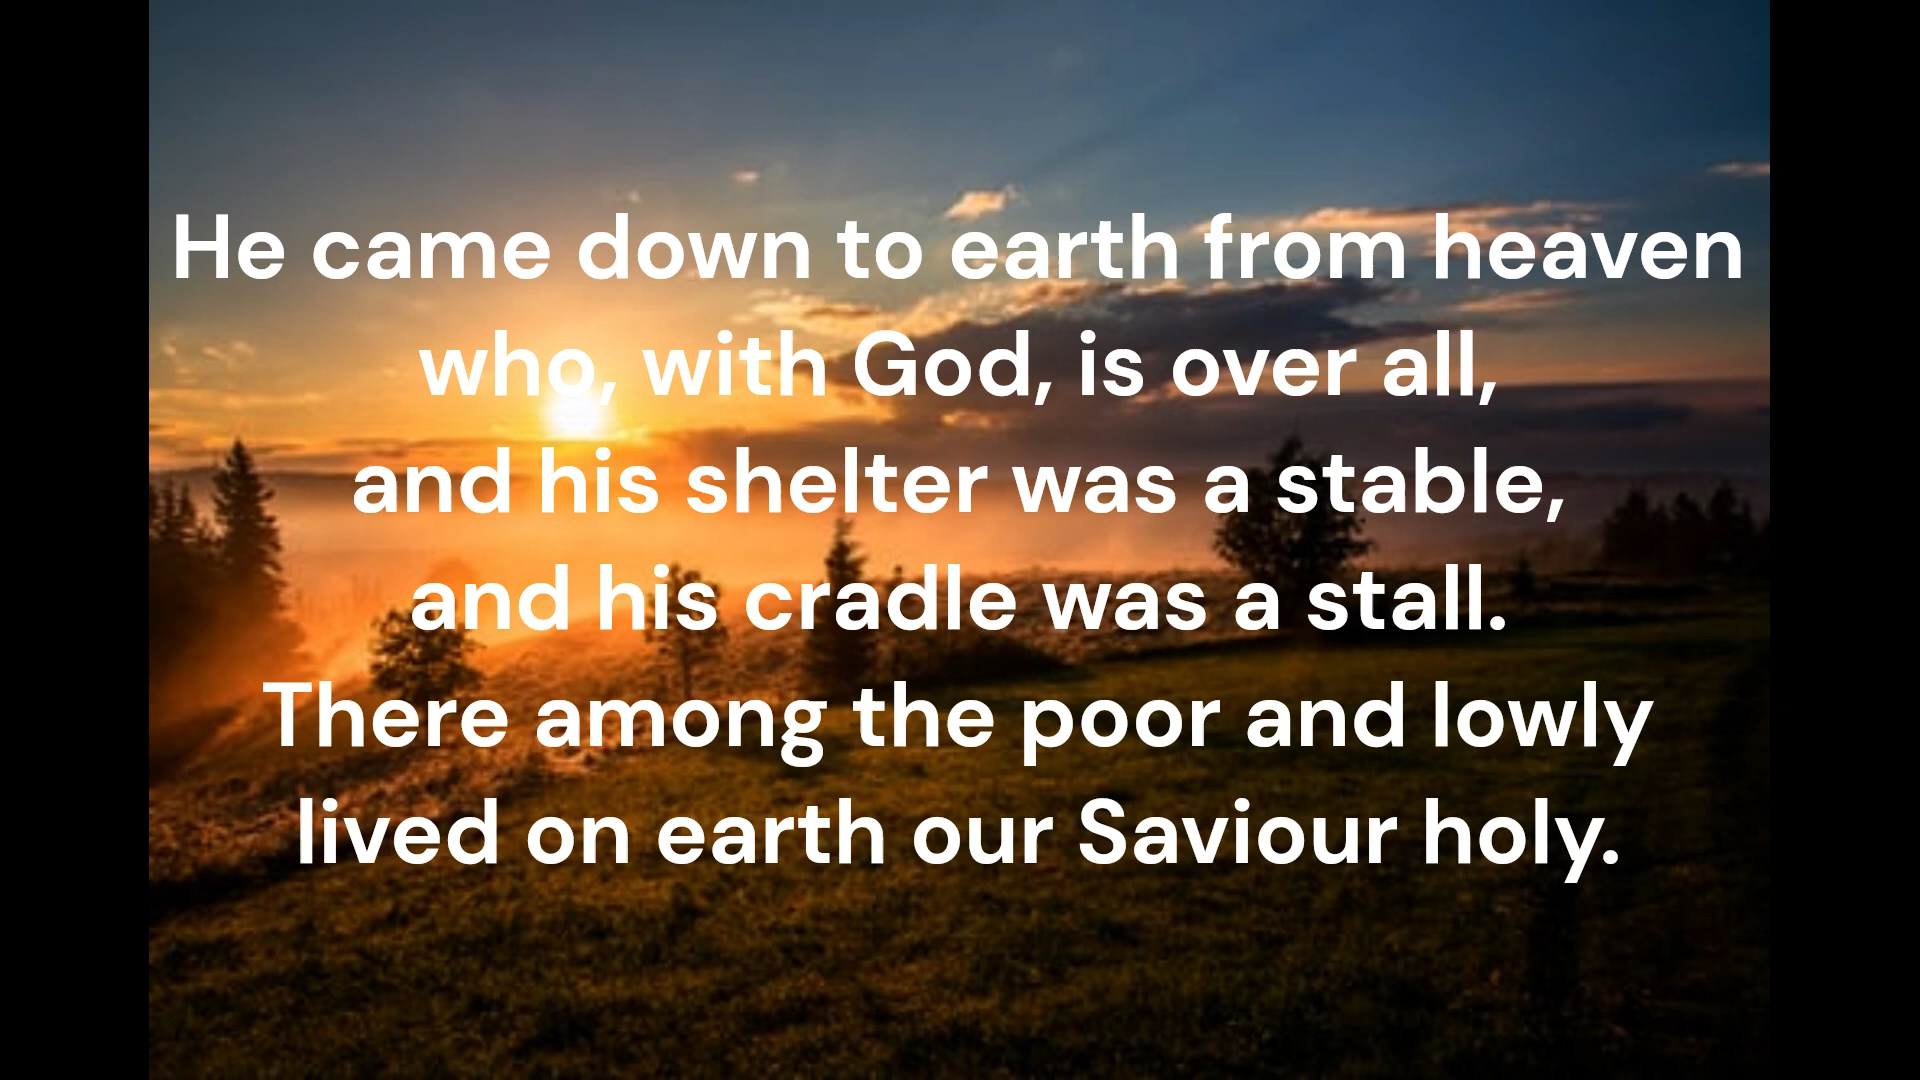 He came down to earth from heaven
who, with God, is over all,
and his shelter was a stable,
and his cradle was a stall.
There among the poor and lowly
lived on earth our Saviour holy.